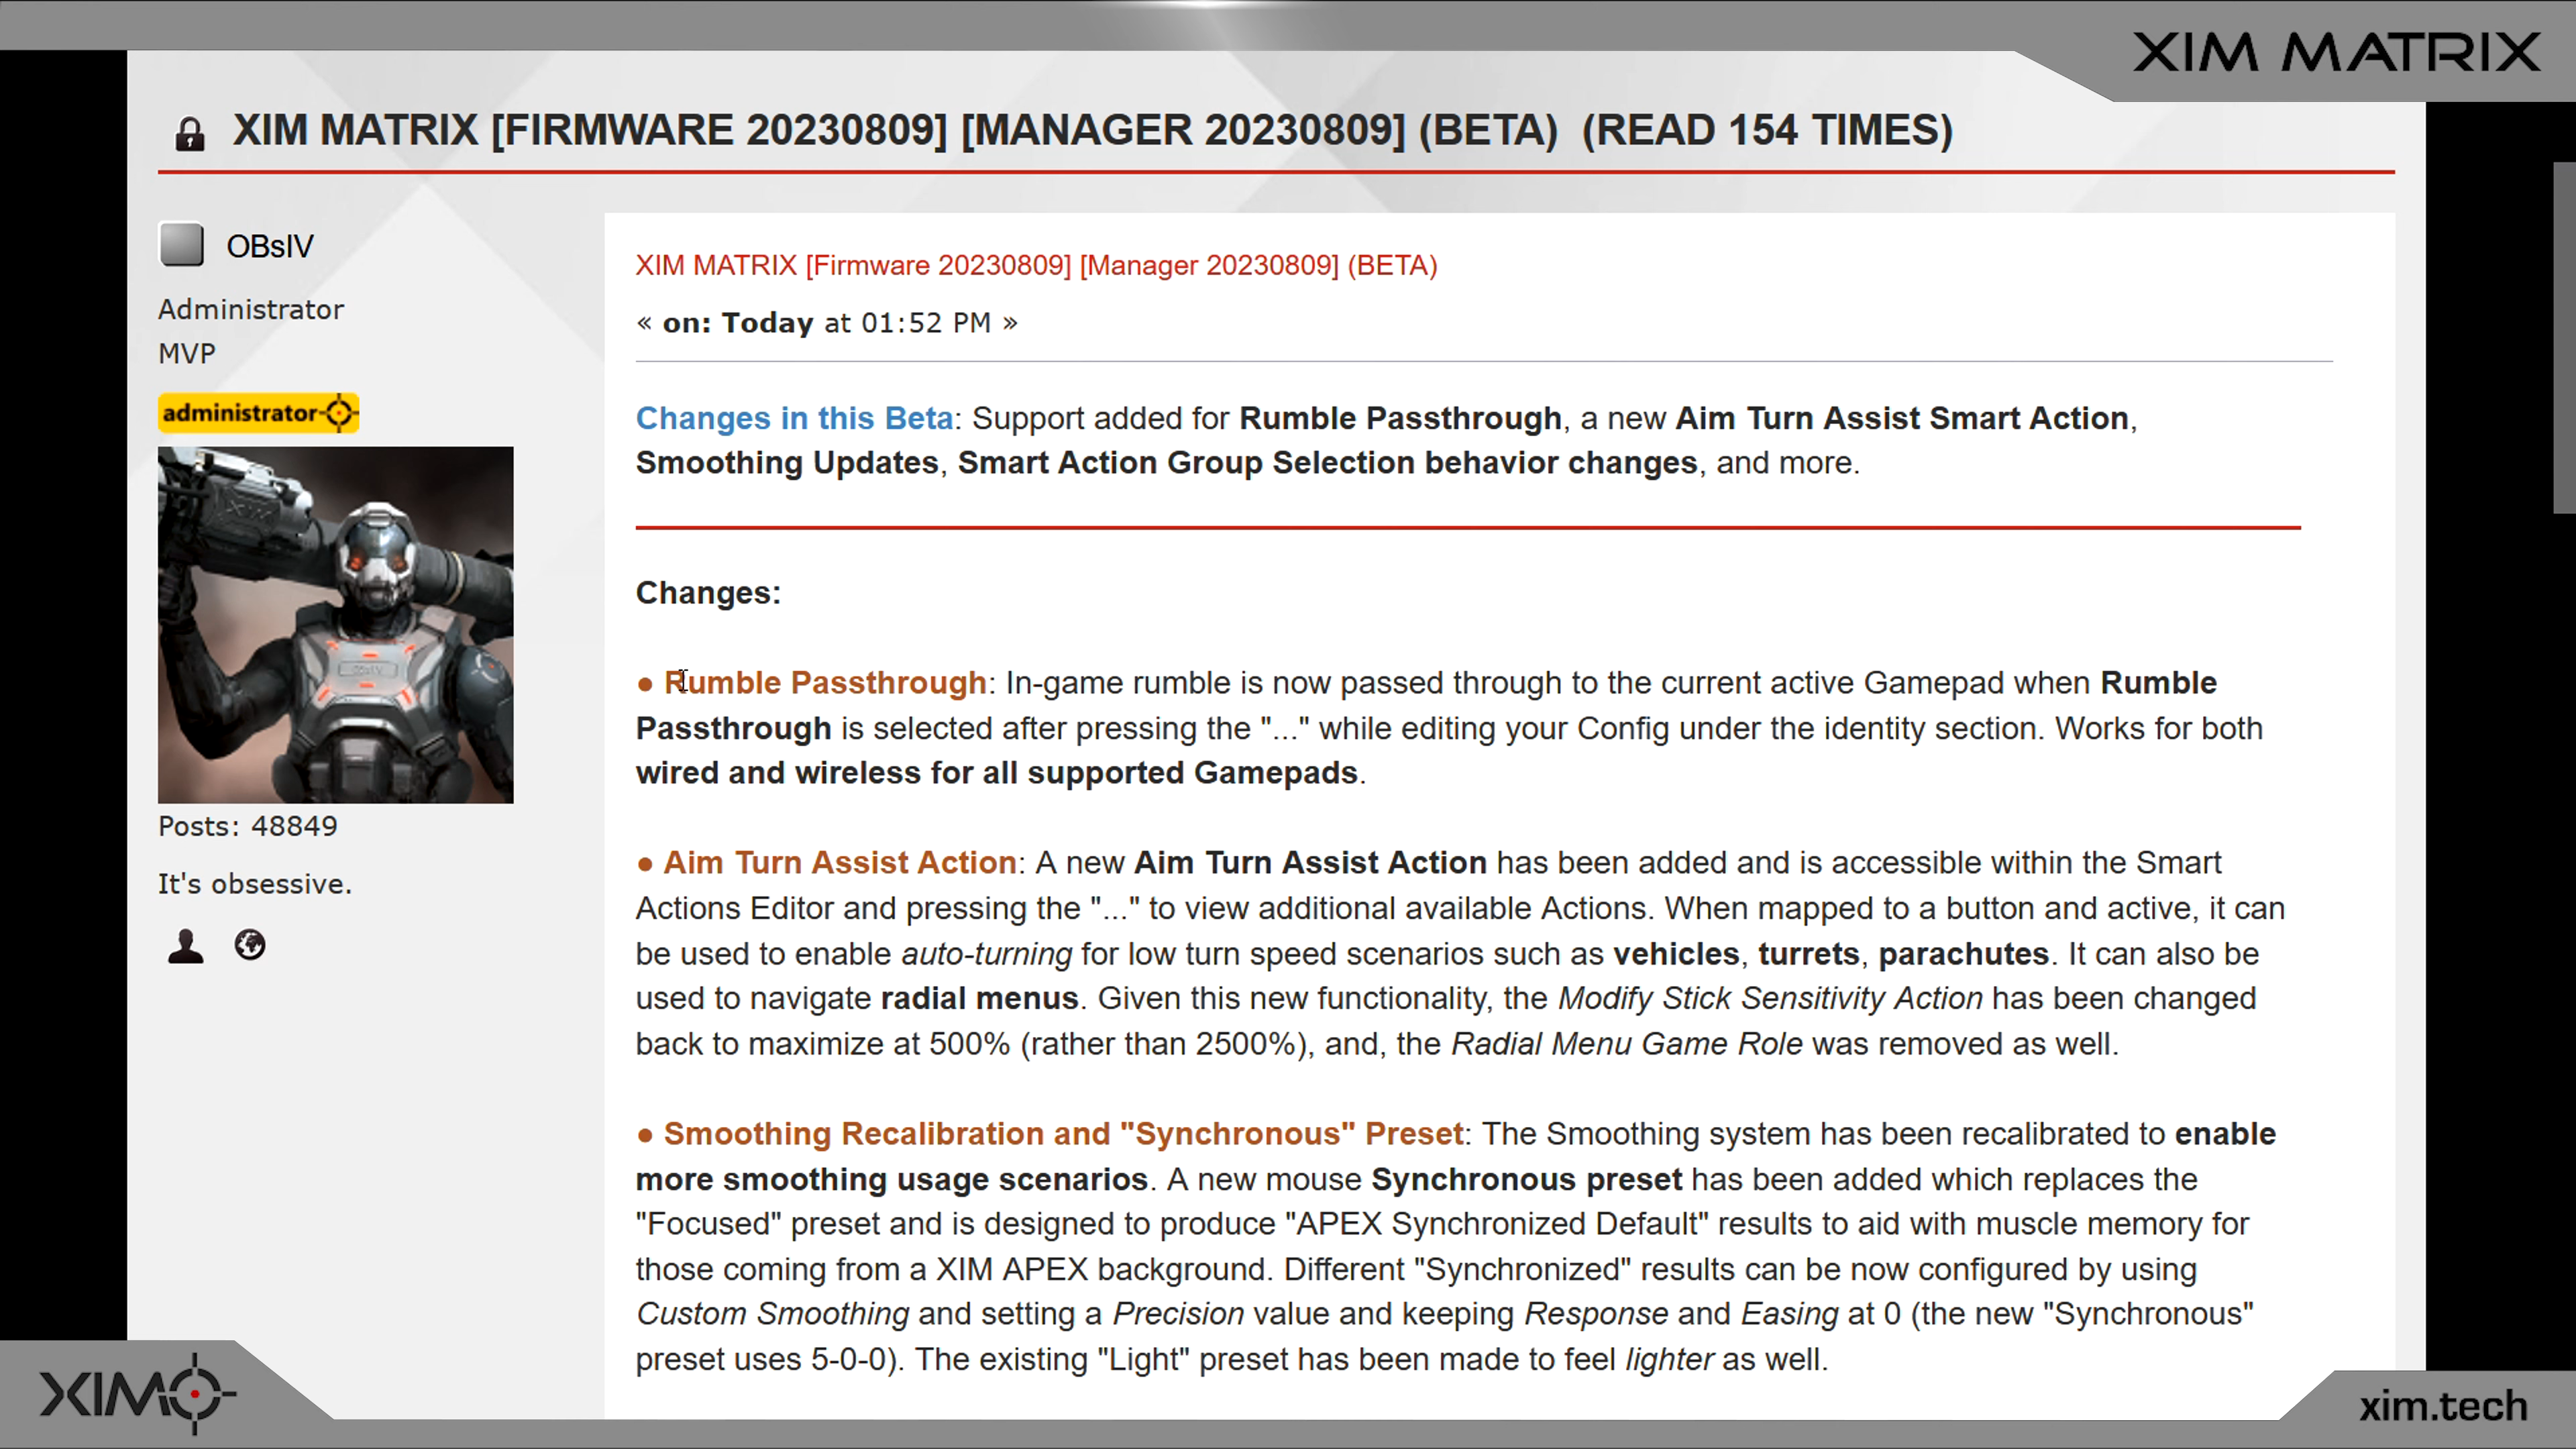 XIM MATRIX
XIM MATRIX [FIRMWARE 20230809] [MANAGER 20230809] (BETA) (READ 154 TIMES)
OBsIV
Administrator
MVP
administrator
Posts: 48849
It's obsessive.
XIM MATRIX [Firmware 20230809] [Manager 20230809] (BETA)
« on: Today at 01:52 PM »
Changes in this Beta: Support added for Rumble Passthrough, a new Aim Turn Assist Smart Action,
Smoothing Updates, Smart Action Group Selection behavior changes, and more.
Changes:
● Rumble Passthrough: In-game rumble is now passed through to the current active Gamepad when Rumble
Passthrough is selected after pressing the "..." while editing your Config under the identity section. Works for both
wired and wireless for all supported Gamepads.
● Aim Turn Assist Action: A new Aim Turn Assist Action has been added and is accessible within the Smart
Actions Editor and pressing the "..." to view additional available Actions. When mapped to a button and active, it can
be used to enable auto-turning for low turn speed scenarios such as vehicles, turrets, parachutes. It can also be
used to navigate radial menus. Given this new functionality, the Modify Stick Sensitivity Action has been changed
back to maximize at 500% (rather than 2500%), and, the Radial Menu Game Role was removed as well.
● Smoothing Recalibration and "Synchronous" Preset: The Smoothing system has been recalibrated to enable
more smoothing usage scenarios. A new mouse Synchronous preset has been added which replaces the
"Focused" preset and is designed to produce "APEX Synchronized Default" results to aid with muscle memory for
those coming from a XIM APEX background. Different "Synchronized" results can be now configured by using
Custom Smoothing and setting a Precision value and keeping Response and Easing at 0 (the new "Synchronous"
preset uses 5-0-0). The existing "Light" preset has been made to feel lighter as well.
XIM
xim.tech